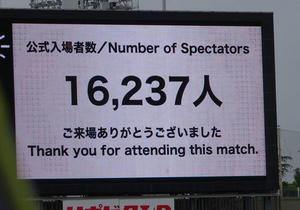 公式入場者数／Number of Spectators
16,237人
ご来場ありがとうございました
Thank you for attending this match.